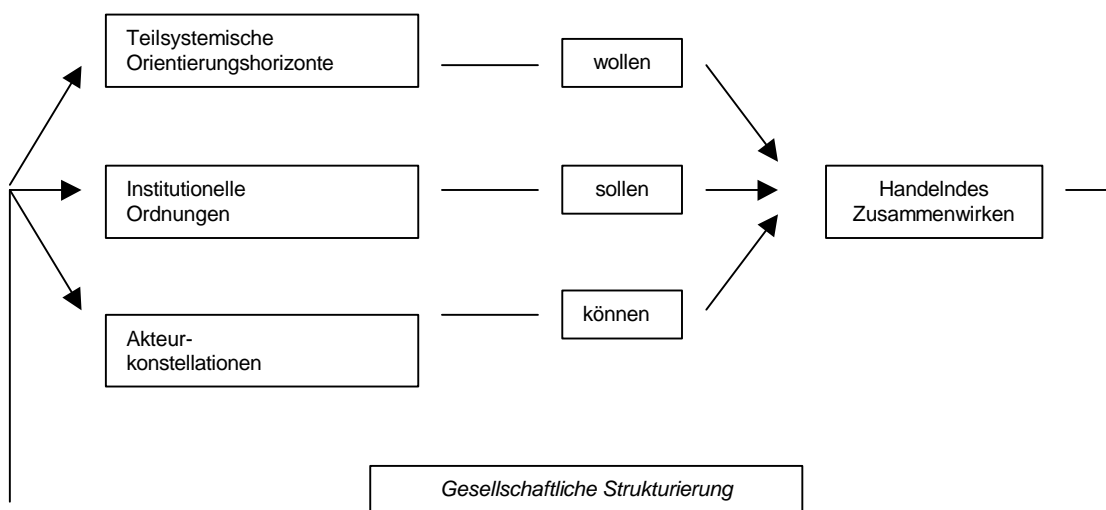 Teilsystemische
Orientierungshorizonte
wollen
Institutionelle
Ordnungen
sollen
Handelndes
Zusammenwirken
Akteur-
konstellationen
können
Gesellschaftliche Strukturierung